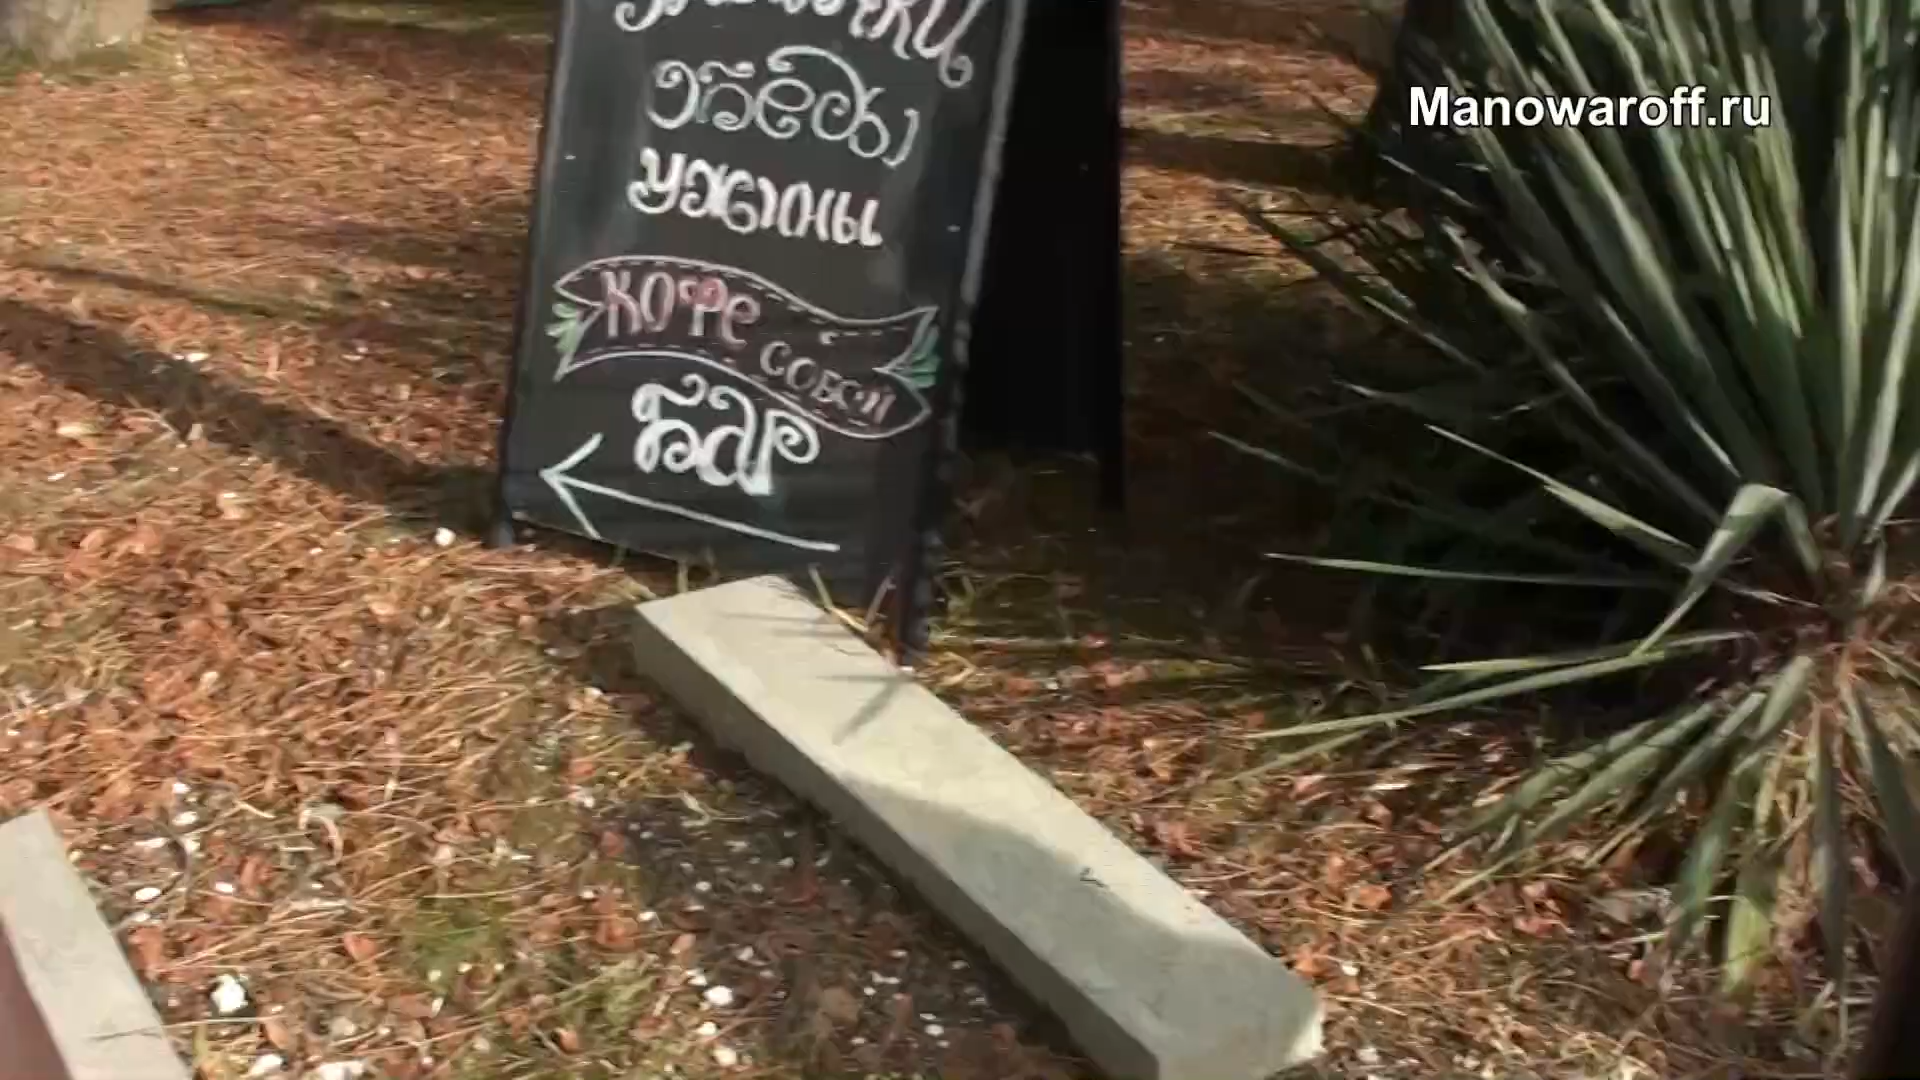 Manowaroff.ru
обеды
ужины
кофе
с собой
бар